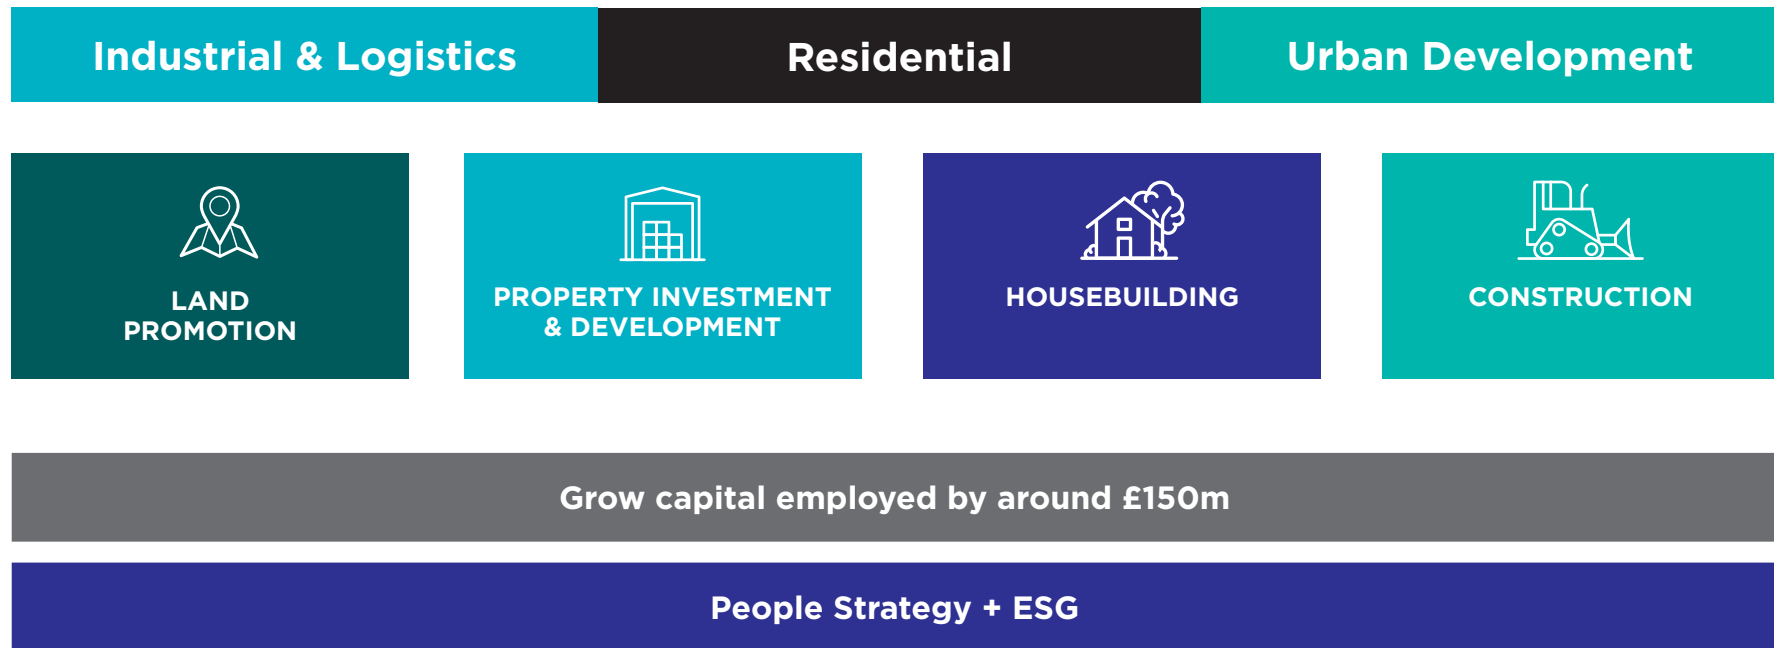 Industrial & Logistics
Residential
Urban Development
LAND
PROMOTION
PROPERTY INVESTMENT
& DEVELOPMENT
HOUSEBUILDING
CONSTRUCTION
Grow capital employed by around £150m
People Strategy + ESG